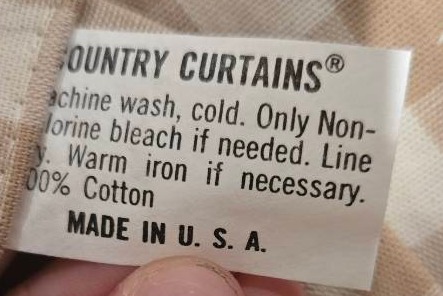 OUNTRY CURTAINS®
achine wash, cold. Only Non-
lorine bleach if needed. Line
y. Warm iron if necessary.
00% Cotton
MADE IN U. S. A.